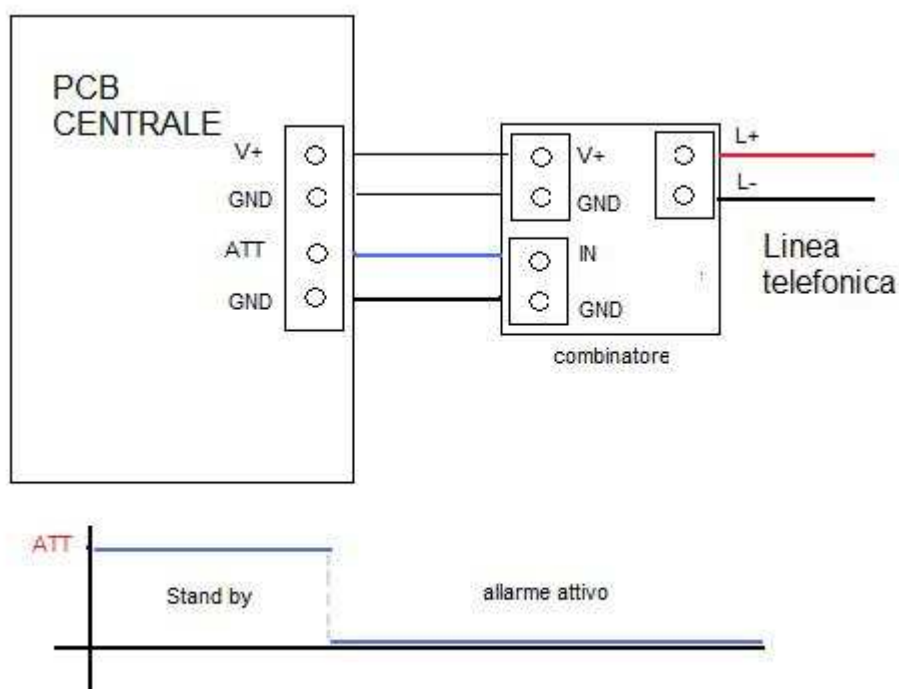 PCB
CENTRALE
V+
GND
ATT
GND
V+
GND
IN
GND
L+
L-
Linea
telefonica
combinatore
ATT
Stand by
allarme attivo